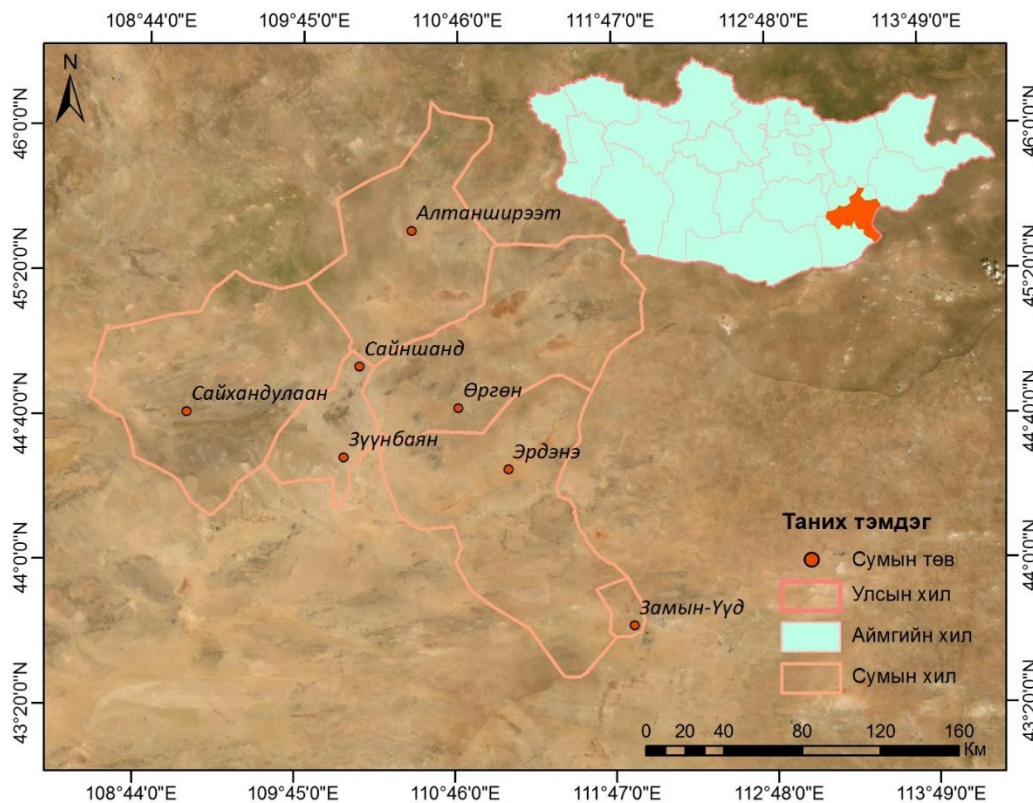 108°44'0"E 109°45'0"E 110°46'0"E 111°47'0"E 112°48'0"E 113°49'0"E
N
46°0'0"N
46°0'0"N
Алтанширээт
45°20'0"N
45°20'0"N
Сайншанд
Сайхандулаан
Өргөн
44°40'0"N
44°40'0"N
Зүүнбаян
Эрдэнэ
Таних тэмдэг
44°0'0"N
Сумын төв
44°0'0"N
Улсын хил
Замын-Үүд
Аймгийн хил
Сумын хил
43°20'0"N
43°20'0"N
0 20 40 80 120 160
Км
108°44'0"E 109°45'0"E 110°46'0"E 111°47'0"E 112°48'0"E 113°49'0"E